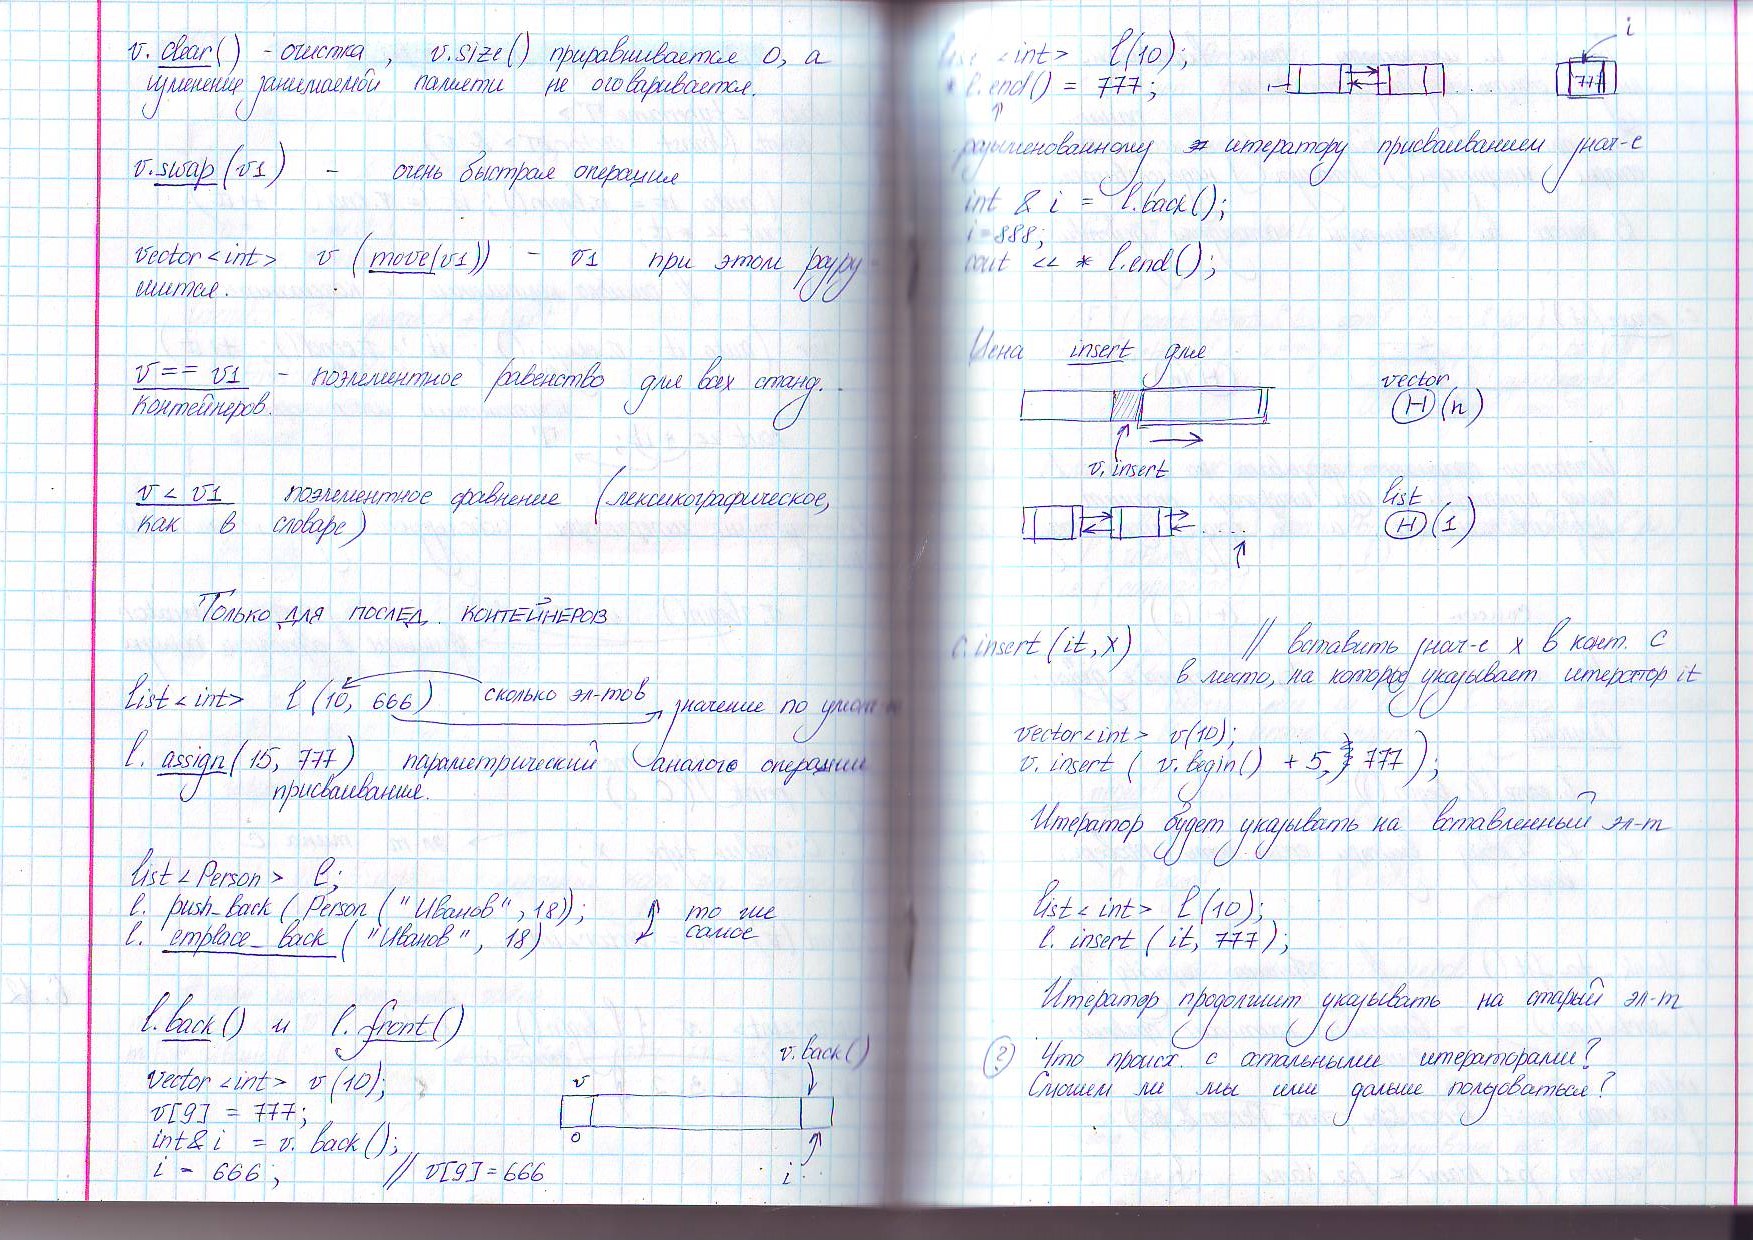 v. clear() - очистка , v.size() приравнивается 0, а
изменение занимаемой памяти не оговаривается.
v.swap(v1) - очень быстрая операция
vector<int> v (move(v1)) - v1 при этом разру-
шится.
v == v1 - поэлементное равенство для всех станд.
контейнеров.
v < v1 поэлементное сравнение (лексикографическое,
как в словаре)
Только для послед. контейнеров
list<int> l(10, 666) сколько эл-тов значение по умолч-ю
l. assign(15, 777) параметрический аналог операции
присваивания.
list<Person> l;
l. push_back(Person("Иванов", 18));
l. emplace_back("Иванов", 18)
то же
самое
l.back() и l.front()
vector<int> v(10);
v[9] = 777;
int& i = v. back();
i = 666; // v[9]=666
v
0
v.back()
i
list<int> l(10);
* l.end() = 777;
i
777
разыменованному итератору присваиванием знач-е
int & i = l.back();
i=888;
cout << * l.end();
Цена insert для
vector
Θ(n)
v.insert
list
Θ(1)
....
c.insert(it, x) // вставить знач-е x в конт. c
в место, на которое указывает итератор it
vector<int> v(10);
v. insert( v.begin() + 5, 777);
Итератор будет указывать на вставленный эл-т
list<int> l(10);
l. insert(it, 777);
Итератор продолжит указывать на старый эл-т
(?) Что происх. с остальными итераторами?
Сможем ли мы ими дальше пользоваться?